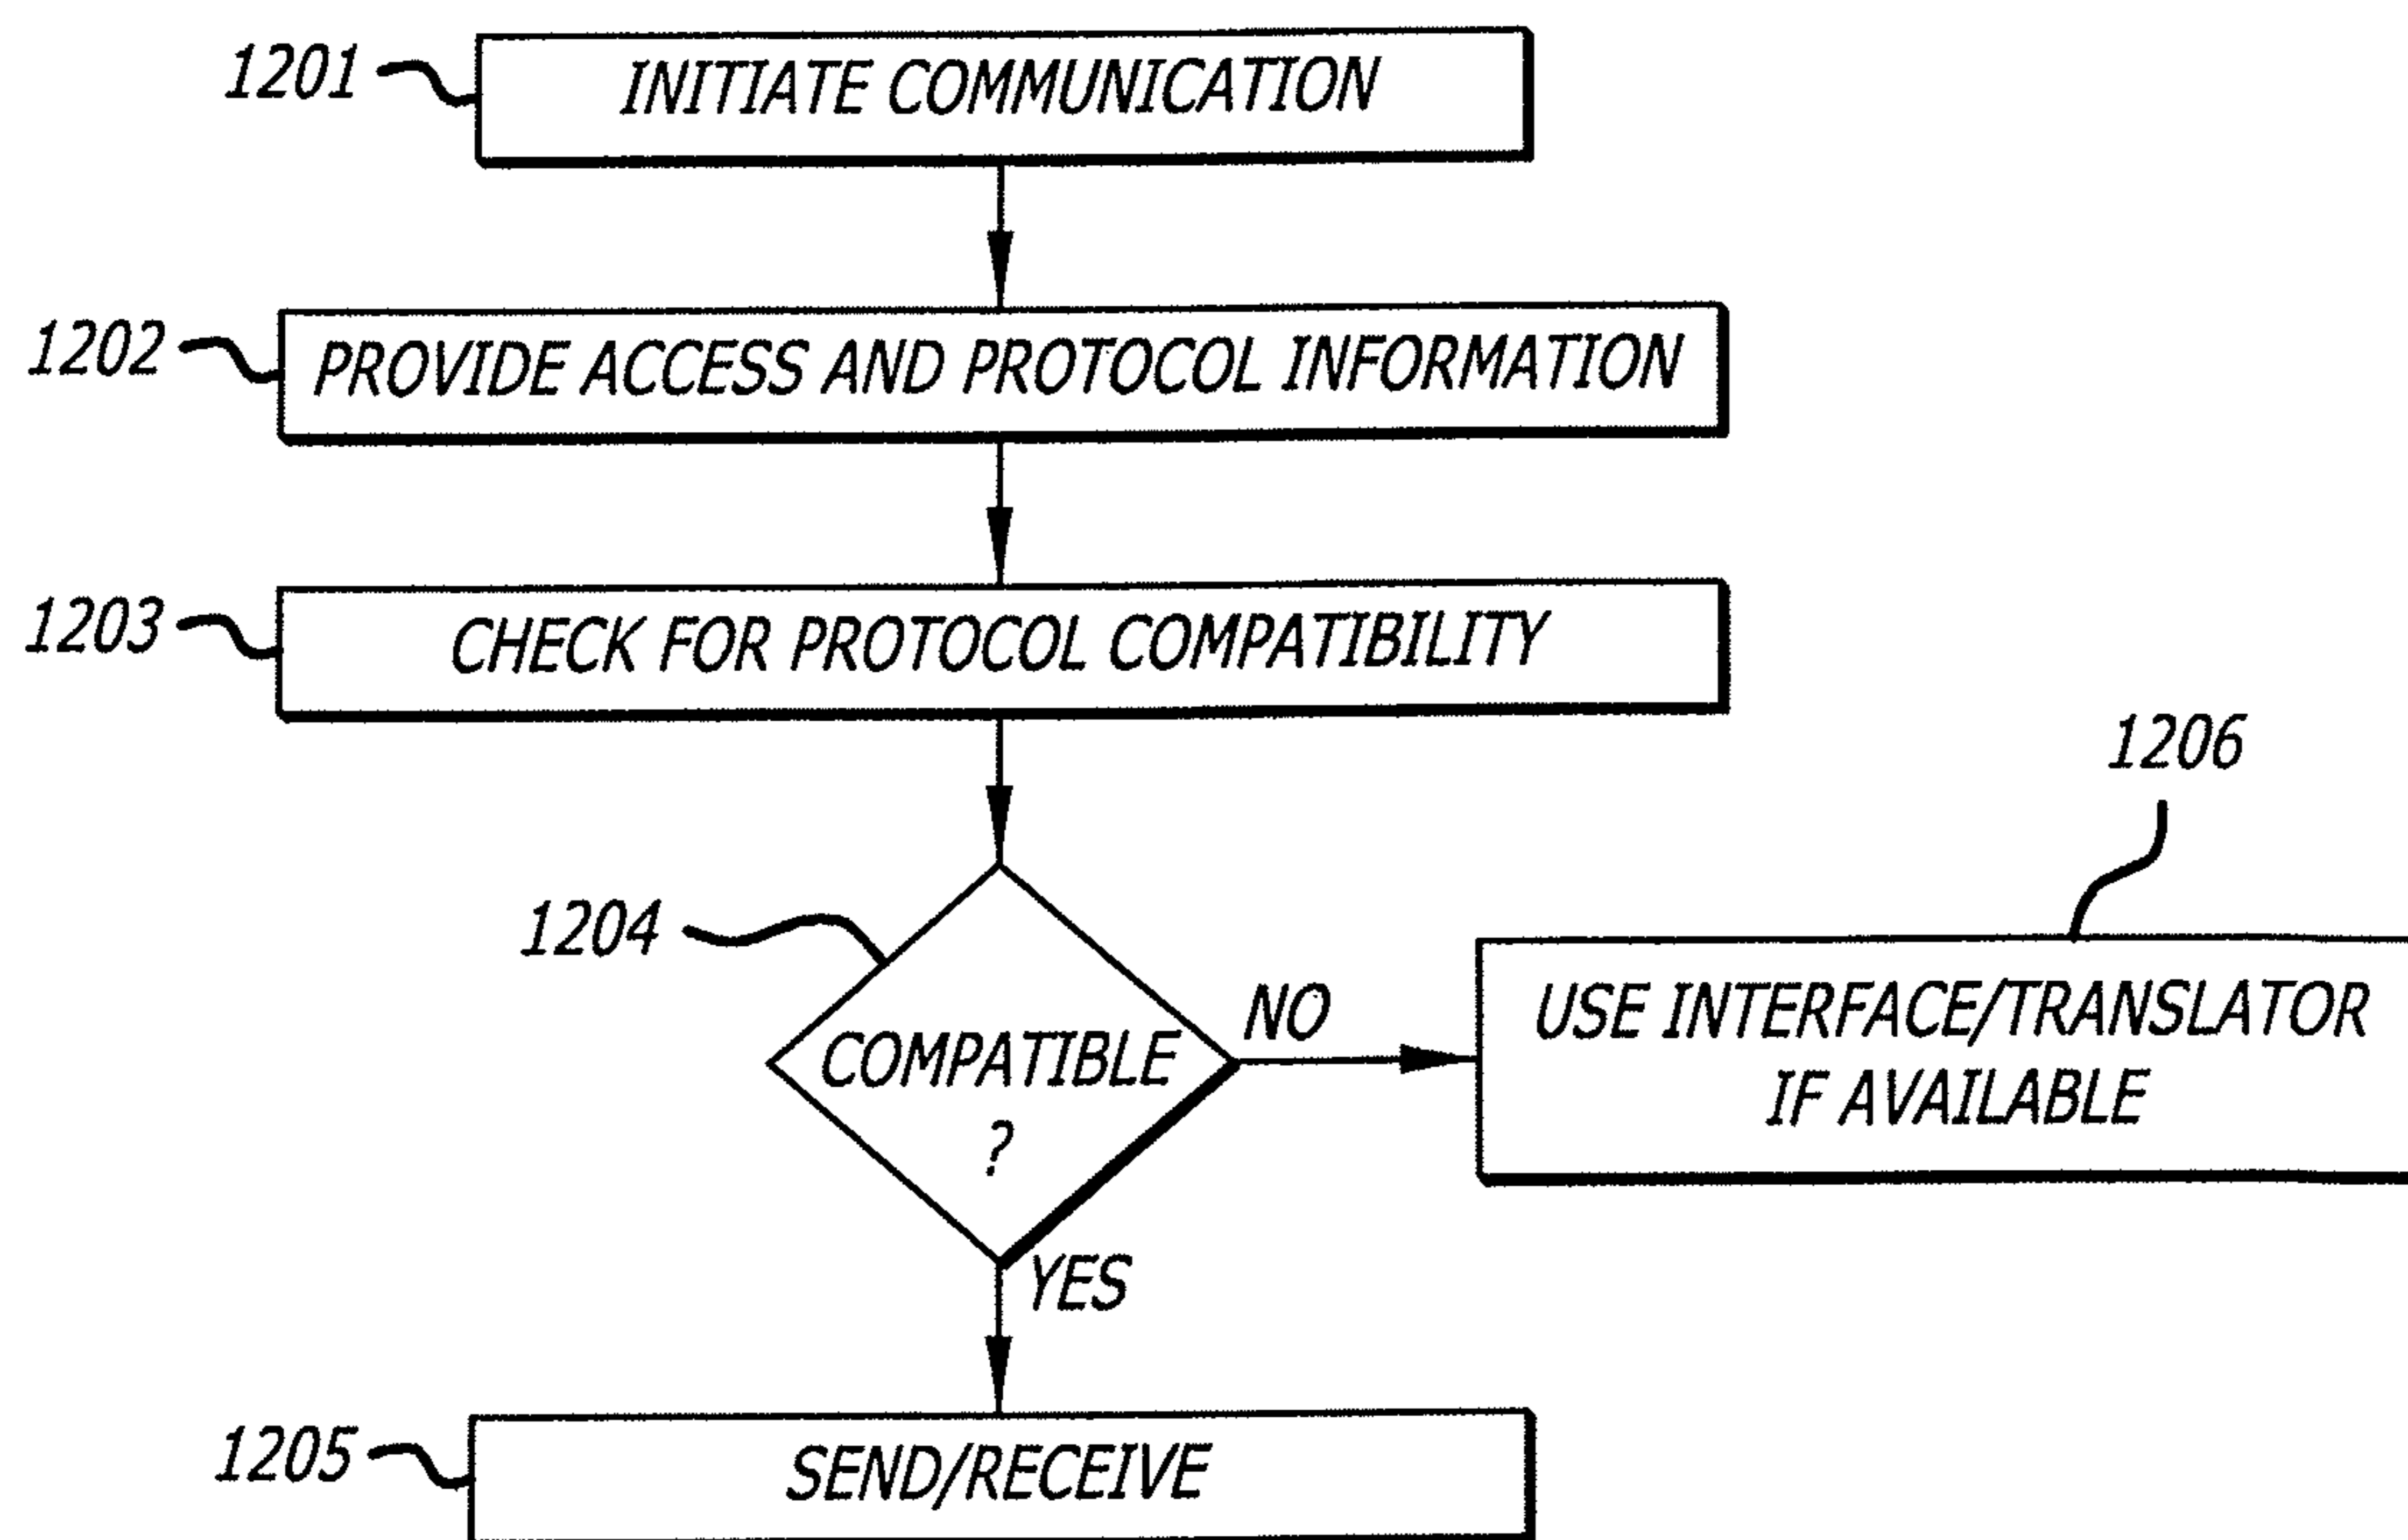 1201
INITIATE COMMUNICATION
1202
PROVIDE ACCESS AND PROTOCOL INFORMATION
1203
CHECK FOR PROTOCOL COMPATIBILITY
1206
1204
COMPATIBLE
?
NO
USE INTERFACE/TRANSLATOR
IF AVAILABLE
YES
1205
SEND/RECEIVE